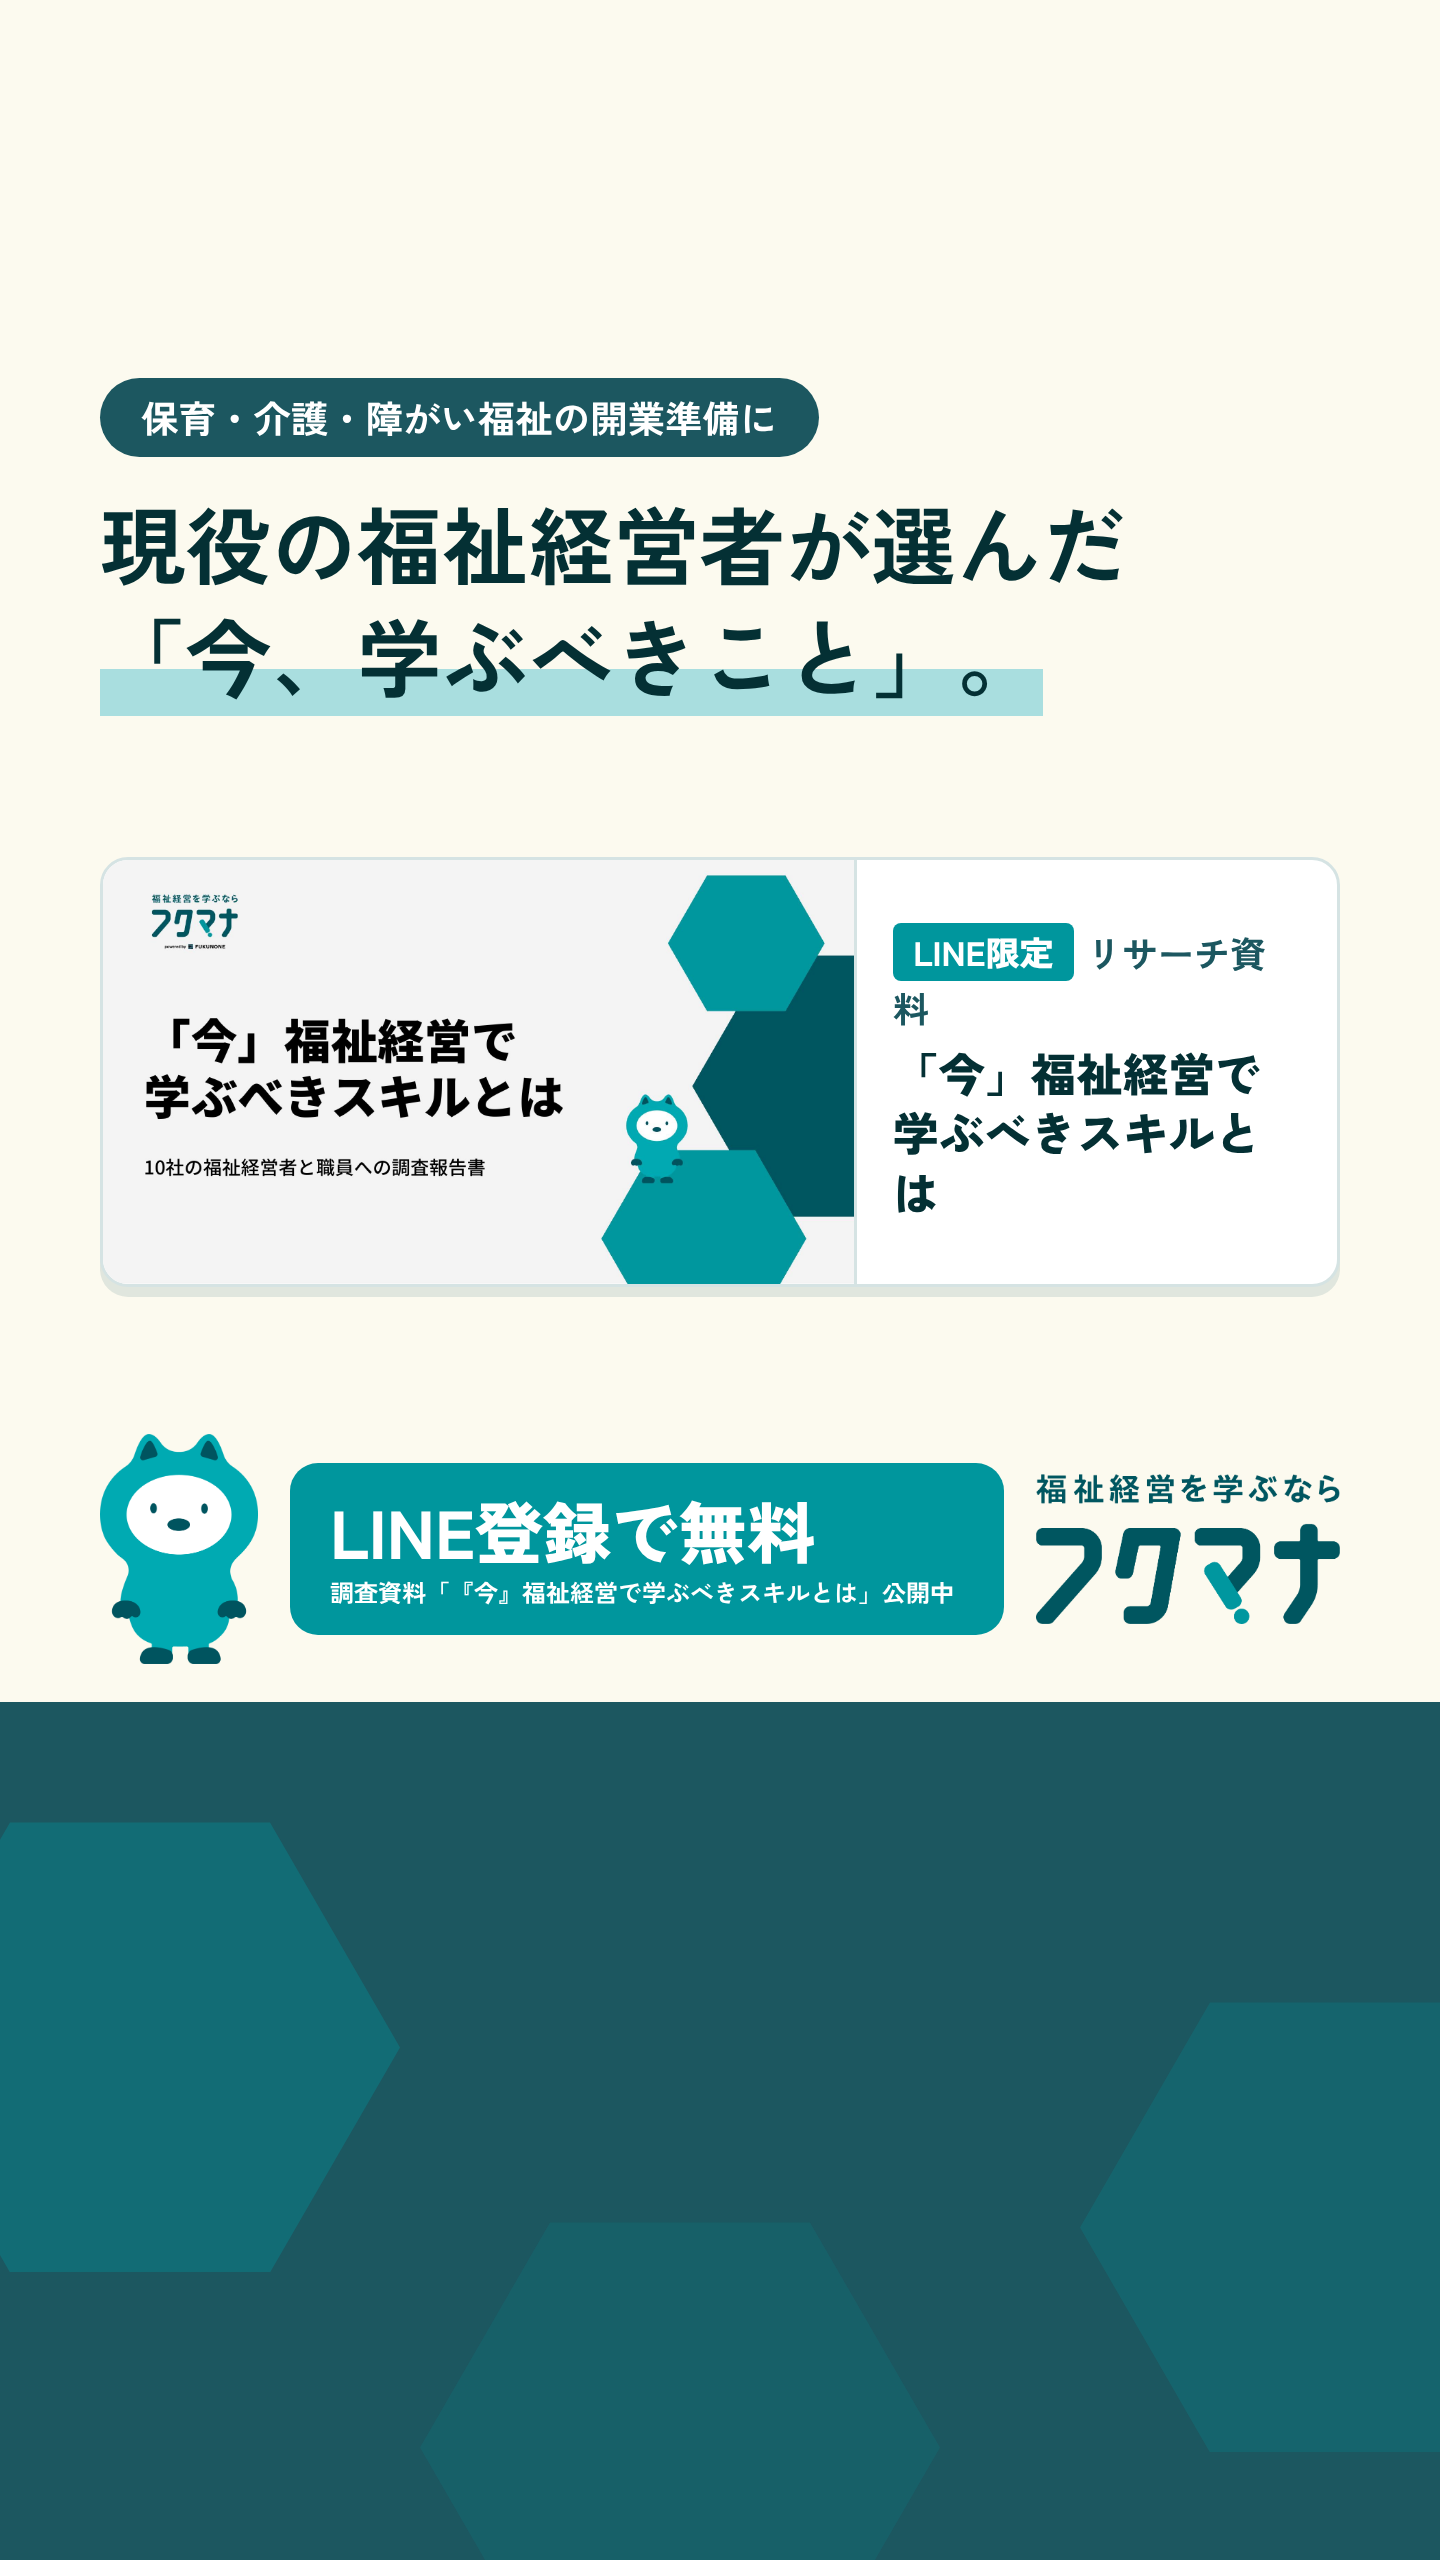 保育・介護・障がい福祉の開業準備に
現役の福祉経営者が選んだ
「今、学ぶべきこと」。
福祉経営を学ぶなら
フクマナ
powered by FUKUNONE
「今」福祉経営で
学ぶべきスキルとは
10社の福祉経営者と職員への調査報告書
LINE限定 リサーチ資
料
「今」福祉経営で
学ぶべきスキルと
は
LINE登録で無料
調査資料「『今』福祉経営で学ぶべきスキルとは」公開中
福祉経営を学ぶなら
フクマナ